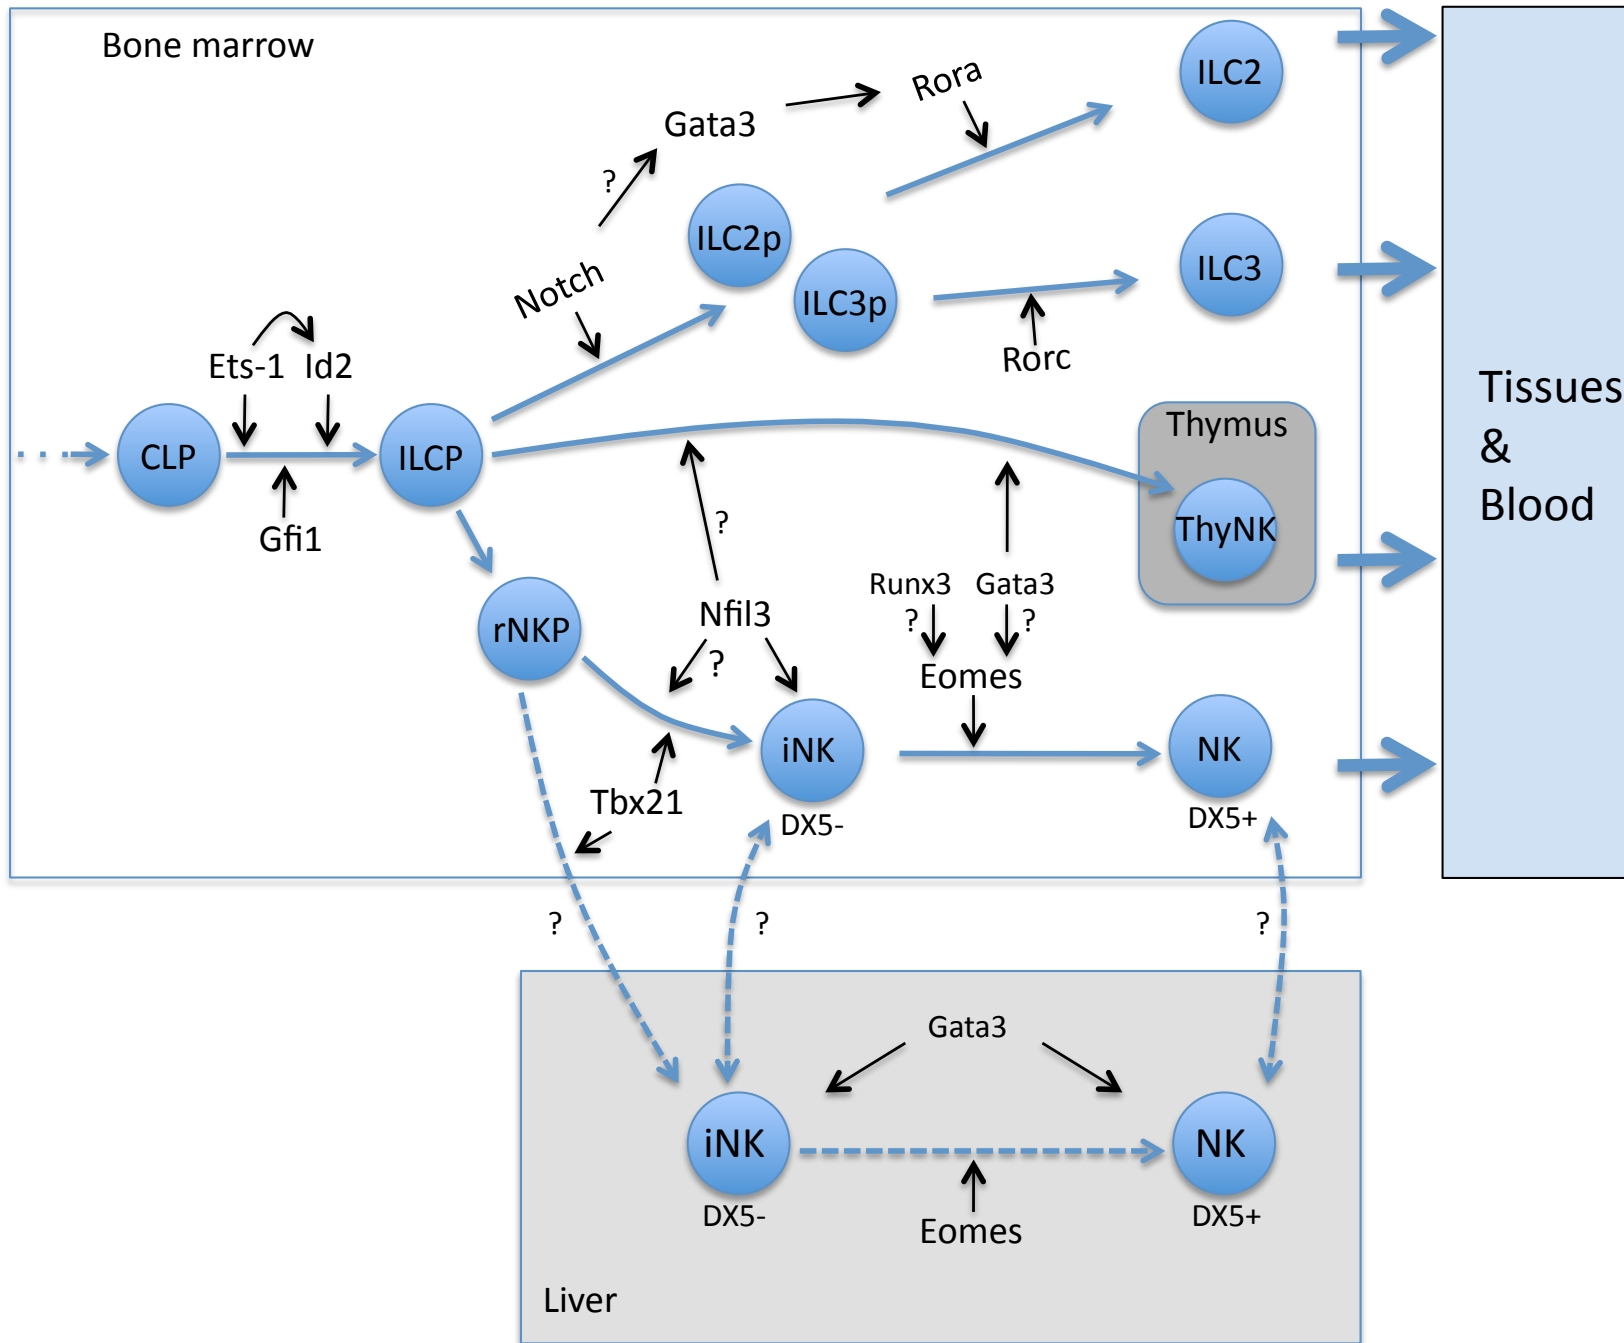 Bone marrow
ILC2
Rora
Gata3
?
ILC2p
ILC3
Notch
ILC3p
Ets-1 Id2
Rorc
Tissues
&
Blood
Thymus
CLP
ILCP
ThyNK
Gfi1
?
Runx3 Gata3
? ?
Nfil3
rNKP
?
Eomes
iNK
NK
Tbx21
DX5-
DX5+
? ? ?
Gata3
iNK
NK
DX5-
DX5+
Eomes
Liver